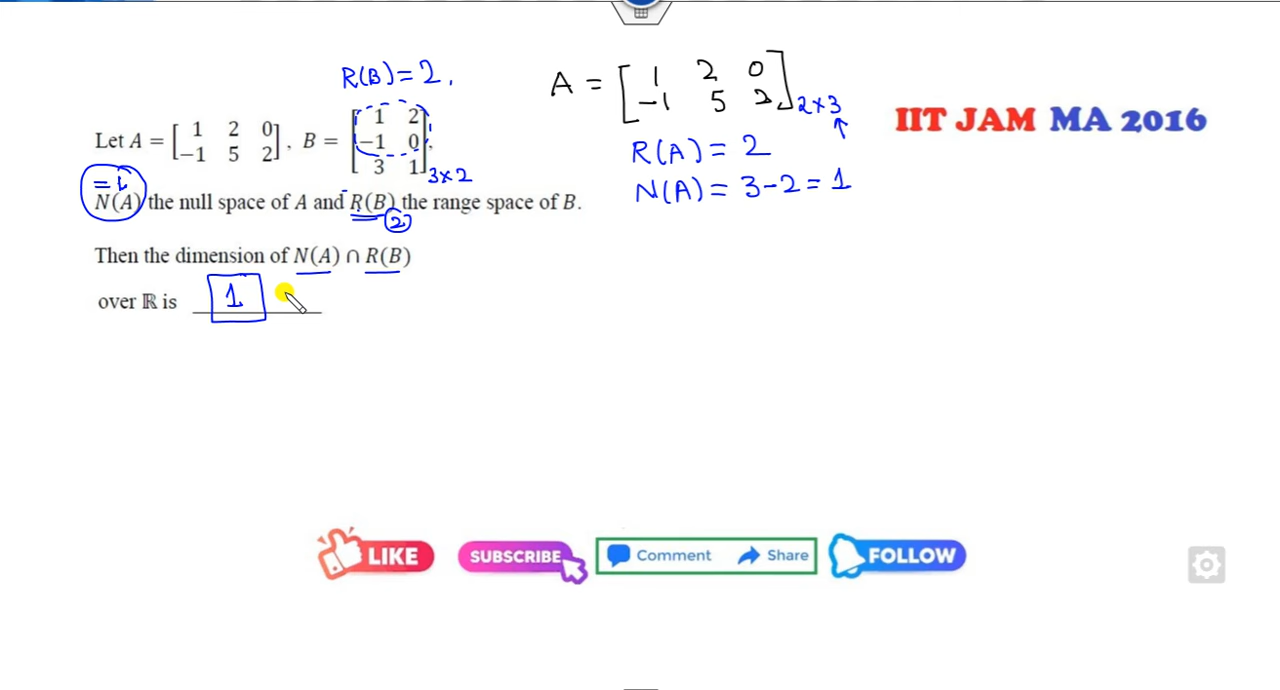 R(B) = 2.
A = [ 1 2 0
-1 5 2 ] 2×3
IIT JAM MA 2016
Let A = [ 1 2 0
-1 5 2 ], B = [ 1 2
-1 0
3 1 ], 3×2
R(A) = 2
N(A) = 3-2 = 1
= 1
N(A) the null space of A and R(B) the range space of B.
2
Then the dimension of N(A) ∩ R(B)
over ℝ is 1
LIKE
SUBSCRIBE
Comment Share
FOLLOW